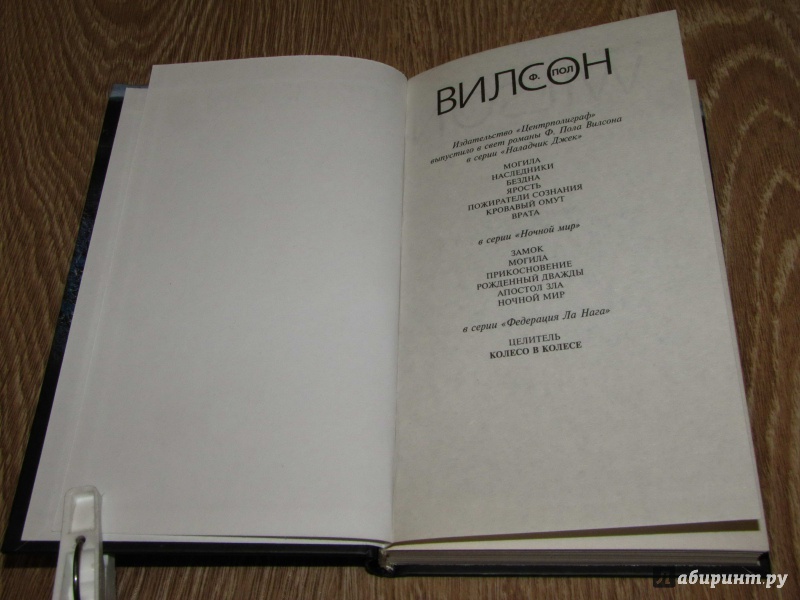 ВИЛСОН
Ф. ПОЛ
Издательство «Центрполиграф»
выпустило в свет романы Ф. Пола Вилсона
в серии «Наладчик Джек»
МОГИЛА
НАСЛЕДНИКИ
БЕЗДНА
ЯРОСТЬ
ПОЖИРАТЕЛИ СОЗНАНИЯ
КРОВАВЫЙ ОМУТ
ВРАТА
в серии «Ночной мир»
ЗАМОК
МОГИЛА
ПРИКОСНОВЕНИЕ
РОЖДЕННЫЙ ДВАЖДЫ
АПОСТОЛ ЗЛА
НОЧНОЙ МИР
в серии «Федерация Ла Нага»
ЦЕЛИТЕЛЬ
КОЛЕСО В КОЛЕСЕ
Лабиринт.ру